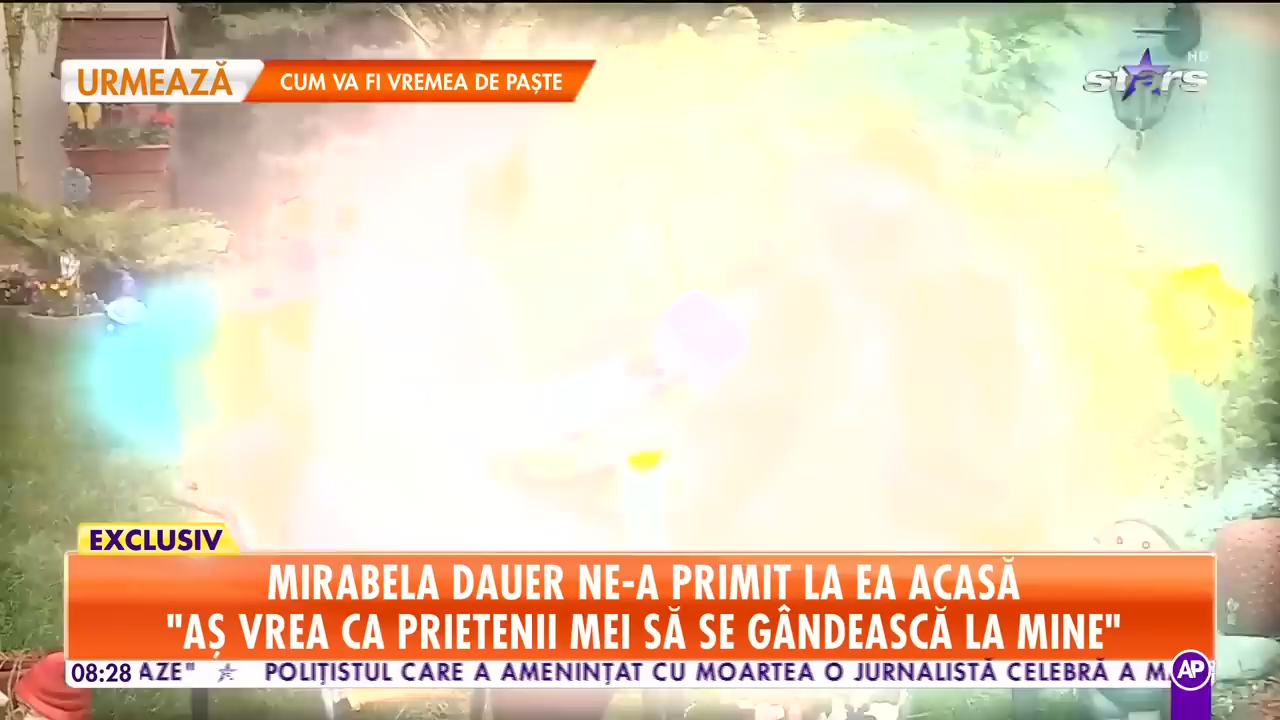 URMEAZĂ
CUM VA FI VREMEA DE PAȘTE
HD
stars
EXCLUSIV
MIRABELA DAUER NE-A PRIMIT LA EA ACASĂ
"AȘ VREA CA PRIETENII MEI SĂ SE GÂNDEASCĂ LA MINE"
08:28 AZE" POLIȚISTUL CARE A AMENINȚAT CU MOARTEA O JURNALISTĂ CELEBRĂ A M
AP